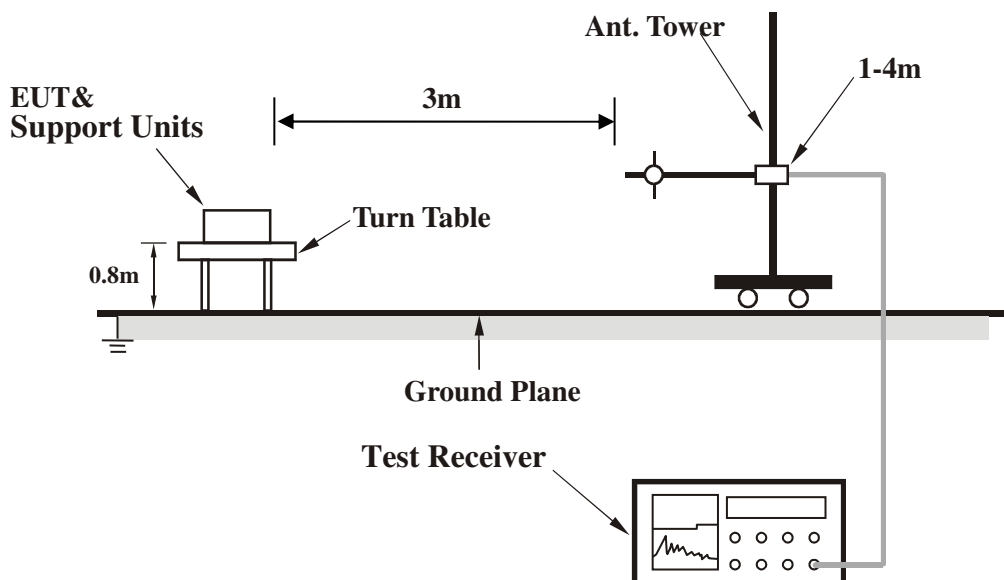 Ant. Tower
1-4m
EUT&
Support Units
3m
Turn Table
0.8m
Ground Plane
Test Receiver